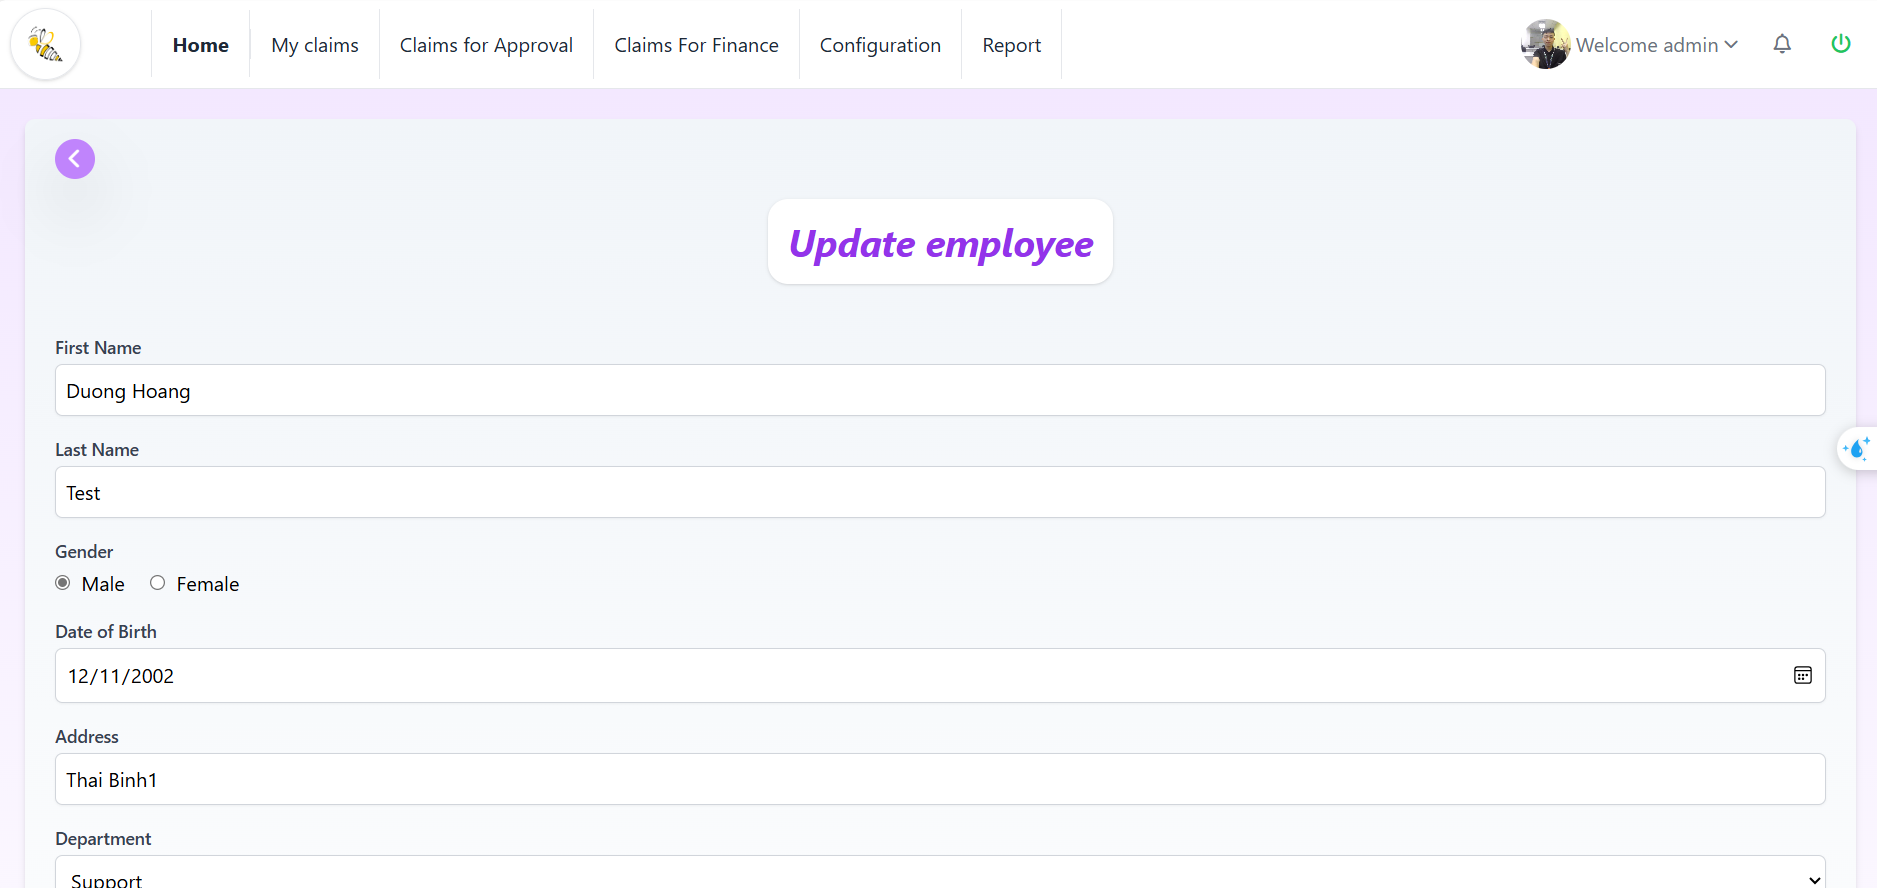 Home My claims Claims for Approval Claims For Finance Configuration Report Welcome admin
Update employee
First Name
Duong Hoang
Last Name
Test
Gender
Male Female
Date of Birth
12/11/2002
Address
Thai Binh1
Department
Support